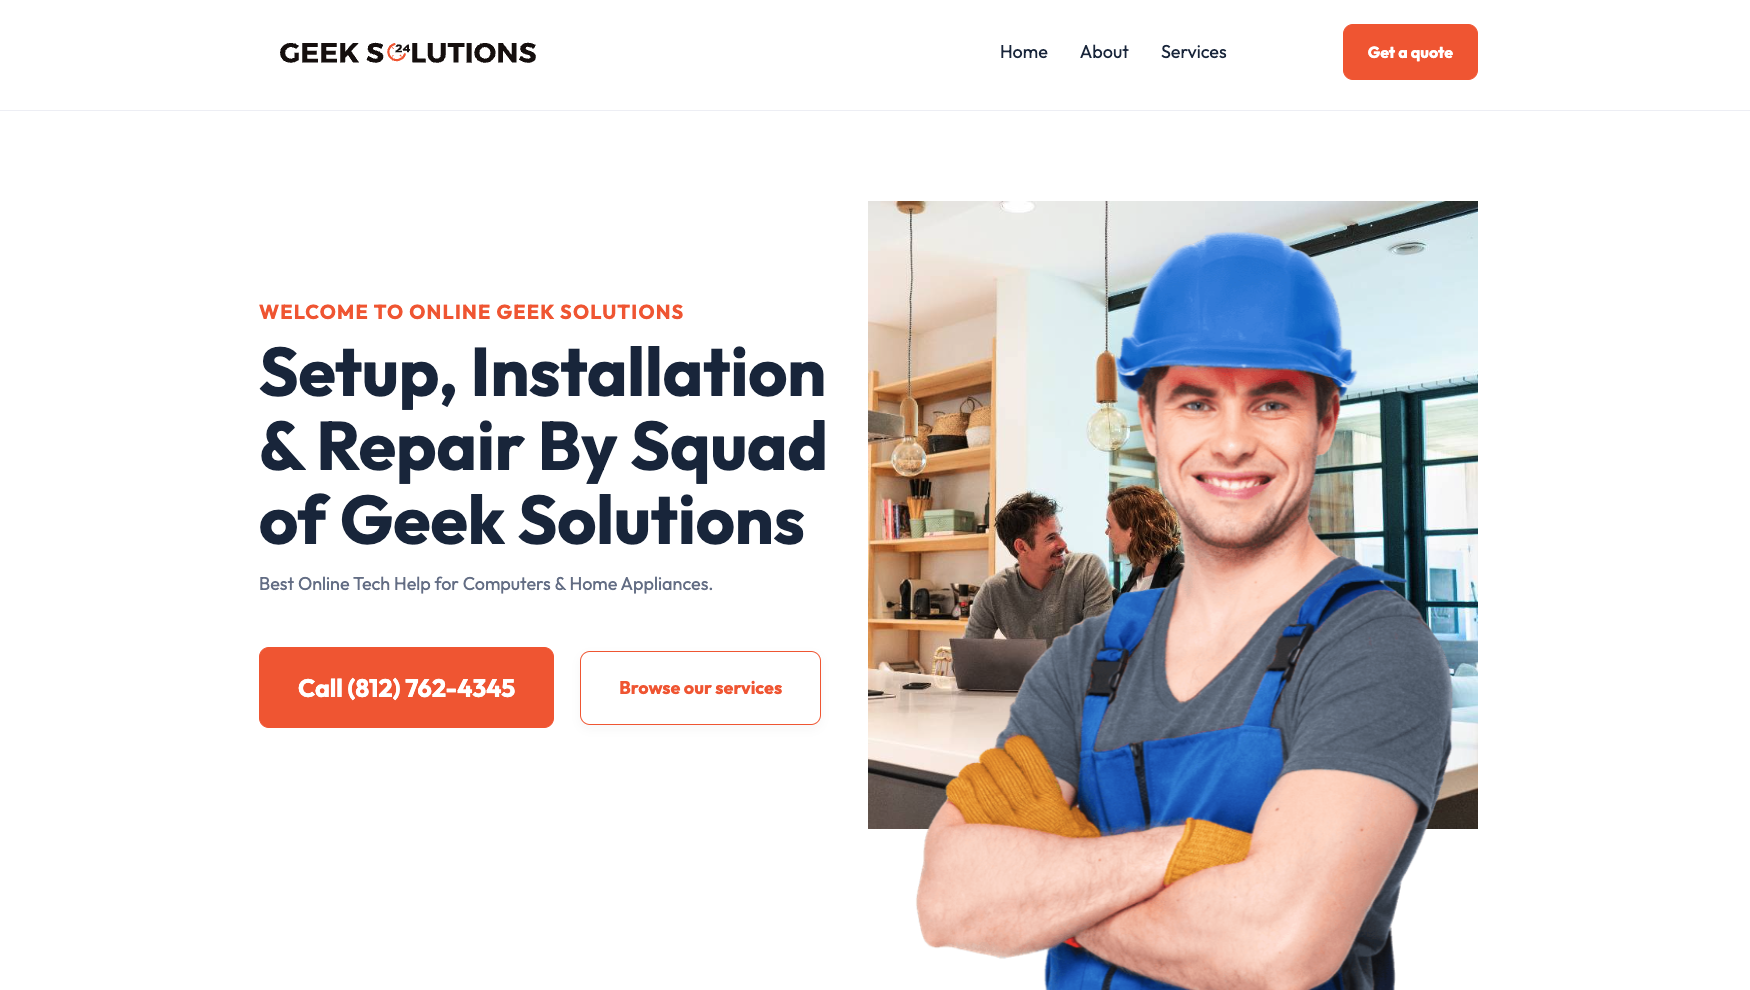 GEEK S24LUTIONS
Home About Services
Get a quote
WELCOME TO ONLINE GEEK SOLUTIONS
Setup, Installation
& Repair By Squad
of Geek Solutions
Best Online Tech Help for Computers & Home Appliances.
Call (812) 762-4345
Browse our services